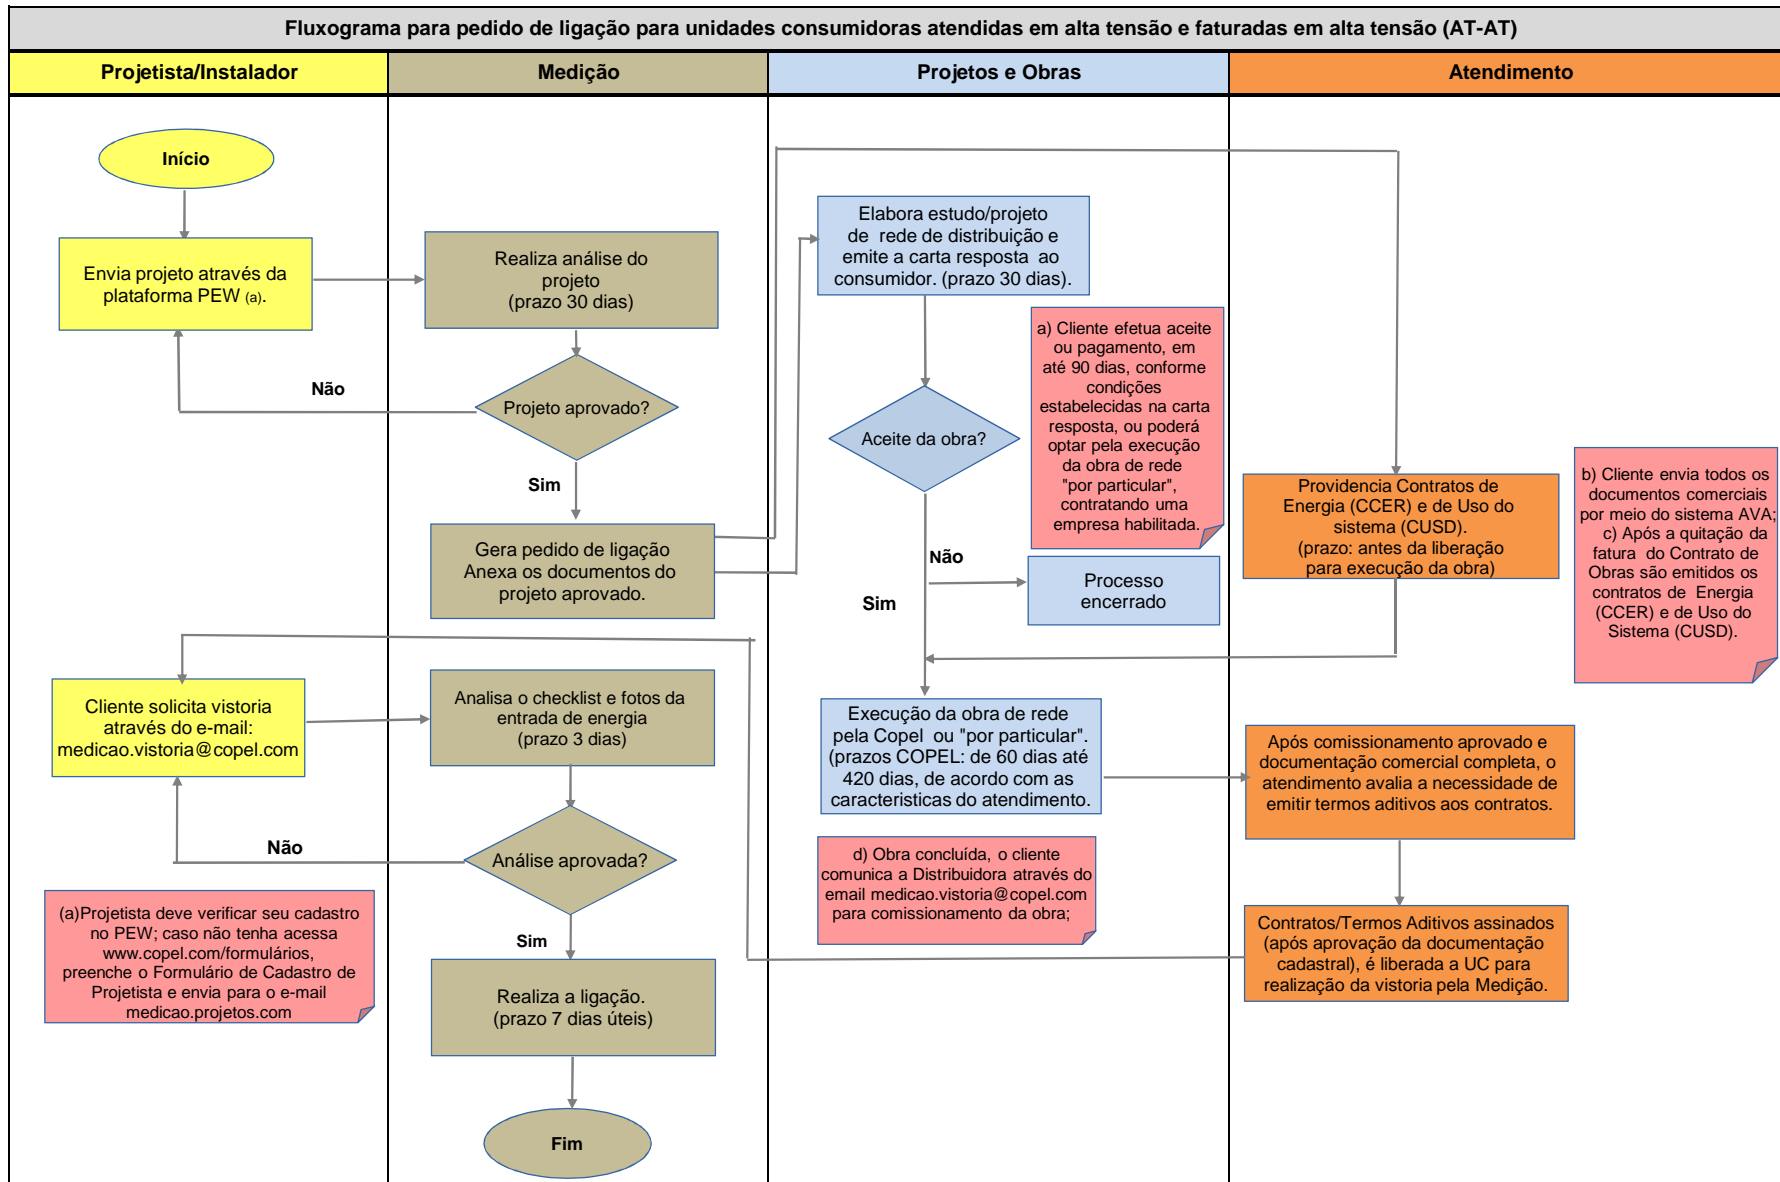 Fluxograma para pedido de ligação para unidades consumidoras atendidas em alta tensão e faturadas em alta tensão (AT-AT)
Projetista/Instalador
Medição
Projetos e Obras
Atendimento
Início
Envia projeto através da
plataforma PEW (a).
Realiza análise do
projeto
(prazo 30 dias)
Não
Projeto aprovado?
Sim
Gera pedido de ligação
Anexa os documentos do
projeto aprovado.
Elabora estudo/projeto
de rede de distribuição e
emite a carta resposta ao
consumidor. (prazo 30 dias).
a) Cliente efetua aceite
ou pagamento, em
até 90 dias, conforme
condições
estabelecidas na carta
resposta, ou poderá
optar pela execução
da obra de rede
"por particular",
contratando uma
empresa habilitada.
Aceite da obra?
Não
Sim
Processo
encerrado
Providencia Contratos de
Energia (CCER) e de Uso do
sistema (CUSD).
(prazo: antes da liberação
para execução da obra)
b) Cliente envia todos os
documentos comerciais
por meio do sistema AVA;
c) Após a quitação da
fatura do Contrato de
Obras são emitidos os
contratos de Energia
(CCER) e de Uso do
Sistema (CUSD).
Cliente solicita vistoria
através do e-mail:
medicao.vistoria@copel.com
Analisa o checklist e fotos da
entrada de energia
(prazo 3 dias)
Execução da obra de rede
pela Copel ou "por particular".
(prazos COPEL: de 60 dias até
420 dias, de acordo com as
caracteristicas do atendimento.
Após comissionamento aprovado e
documentação comercial completa, o
atendimento avalia a necessidade de
emitir termos aditivos aos contratos.
Não
Análise aprovada?
d) Obra concluída, o cliente
comunica a Distribuidora através do
email medicao.vistoria@copel.com
para comissionamento da obra;
(a)Projetista deve verificar seu cadastro
no PEW; caso não tenha acessa
www.copel.com/formulários,
preenche o Formulário de Cadastro de
Projetista e envia para o e-mail
medicao.projetos.com
Sim
Contratos/Termos Aditivos assinados
(após aprovação da documentação
cadastral), é liberada a UC para
realização da vistoria pela Medição.
Realiza a ligação.
(prazo 7 dias úteis)
Fim